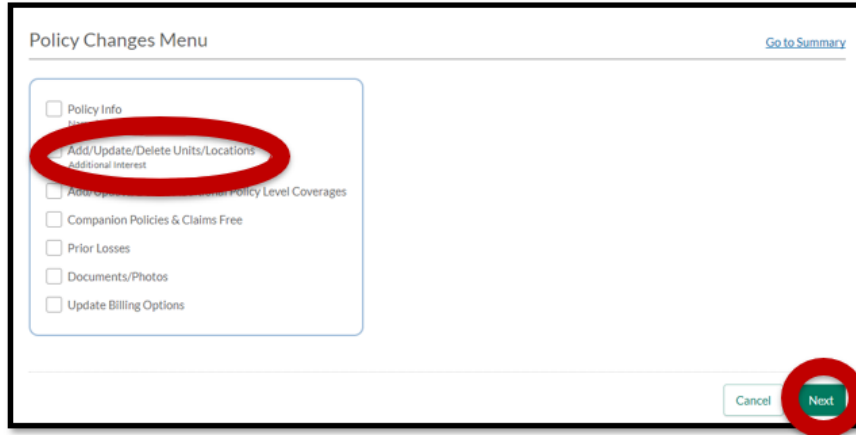 Policy Changes Menu
Go to Summary
Policy Info
Add/Update/Delete Units/Locations
Additional Interest
Policy Level Coverages
Companion Policies & Claims Free
Prior Losses
Documents/Photos
Update Billing Options
Cancel
Next